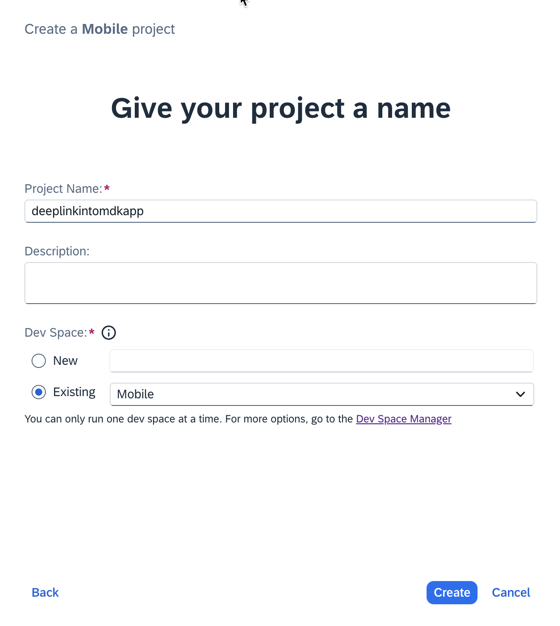 Create a Mobile project
Give your project a name
Project Name:*
deeplinkintomdkapp
Description:
Dev Space:*
New
Existing
Mobile
You can only run one dev space at a time. For more options, go to the Dev Space Manager
Back
Create
Cancel